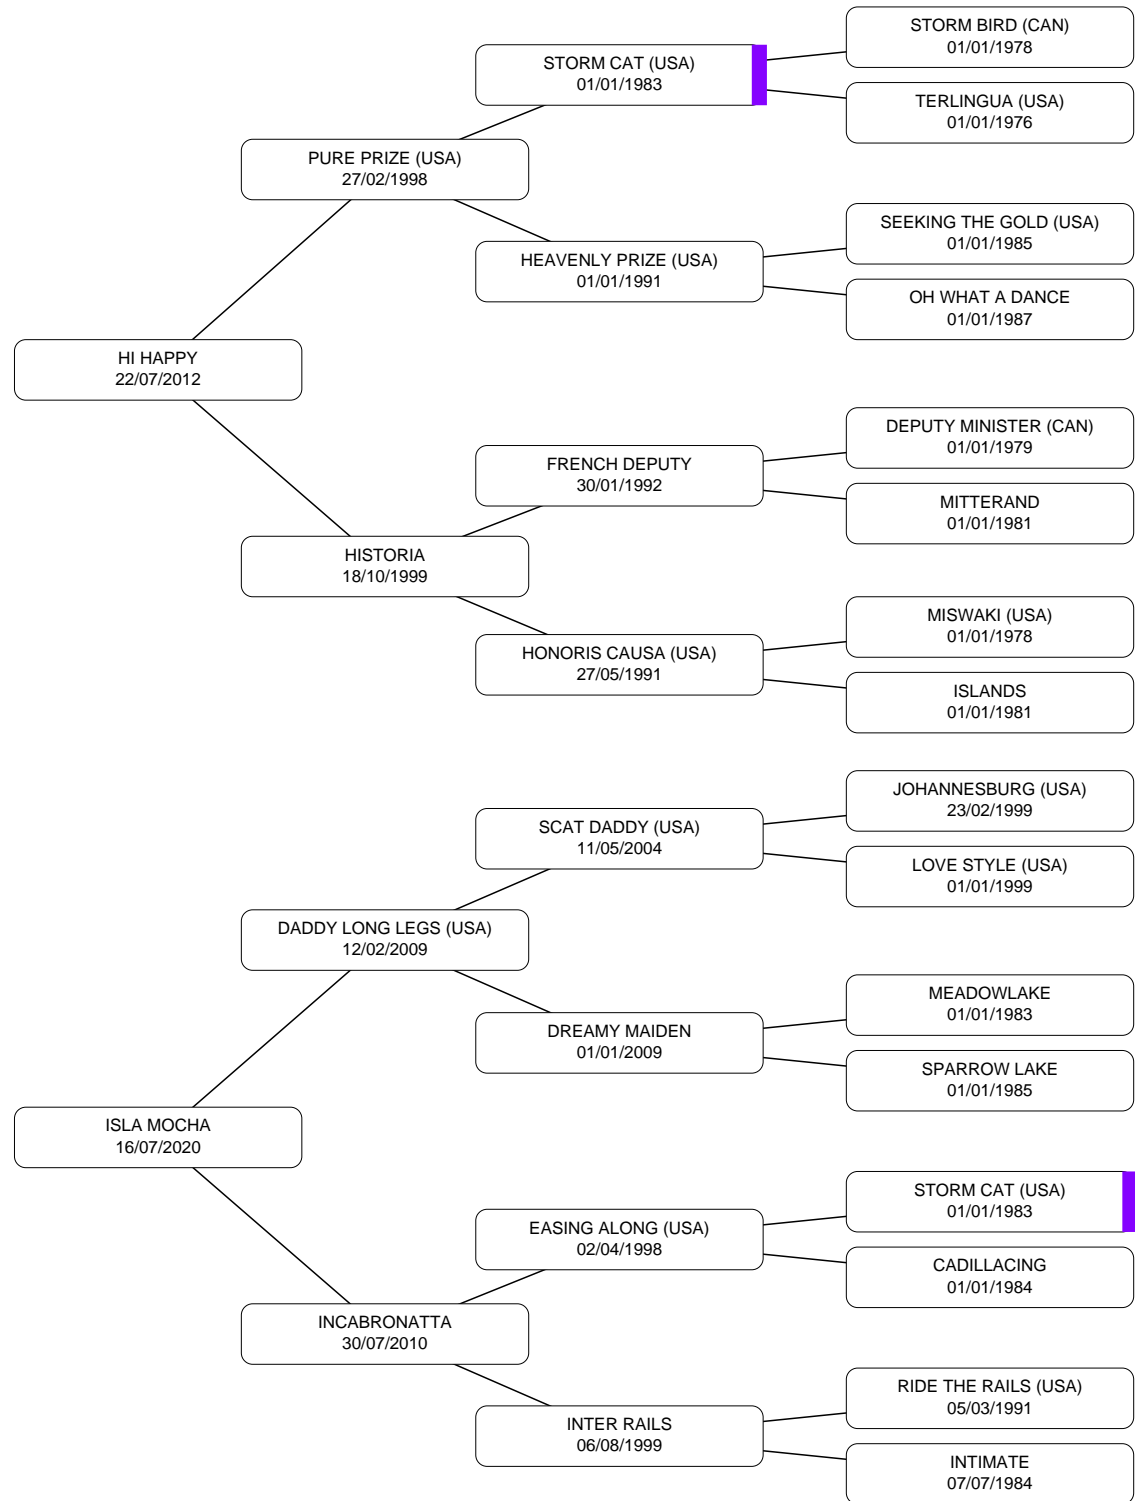 STORM BIRD (CAN)
01/01/1978
STORM CAT (USA)
01/01/1983
TERLINGUA (USA)
01/01/1976
PURE PRIZE (USA)
27/02/1998
SEEKING THE GOLD (USA)
01/01/1985
HEAVENLY PRIZE (USA)
01/01/1991
OH WHAT A DANCE
01/01/1987
HI HAPPY
22/07/2012
DEPUTY MINISTER (CAN)
01/01/1979
FRENCH DEPUTY
30/01/1992
MITTERAND
01/01/1981
HISTORIA
18/10/1999
MISWAKI (USA)
01/01/1978
HONORIS CAUSA (USA)
27/05/1991
ISLANDS
01/01/1981
JOHANNESBURG (USA)
23/02/1999
SCAT DADDY (USA)
11/05/2004
LOVE STYLE (USA)
01/01/1999
DADDY LONG LEGS (USA)
12/02/2009
MEADOWLAKE
01/01/1983
DREAMY MAIDEN
01/01/2009
SPARROW LAKE
01/01/1985
ISLA MOCHA
16/07/2020
STORM CAT (USA)
01/01/1983
EASING ALONG (USA)
02/04/1998
CADILLACING
01/01/1984
INCABRONATTA
30/07/2010
RIDE THE RAILS (USA)
05/03/1991
INTER RAILS
06/08/1999
INTIMATE
07/07/1984